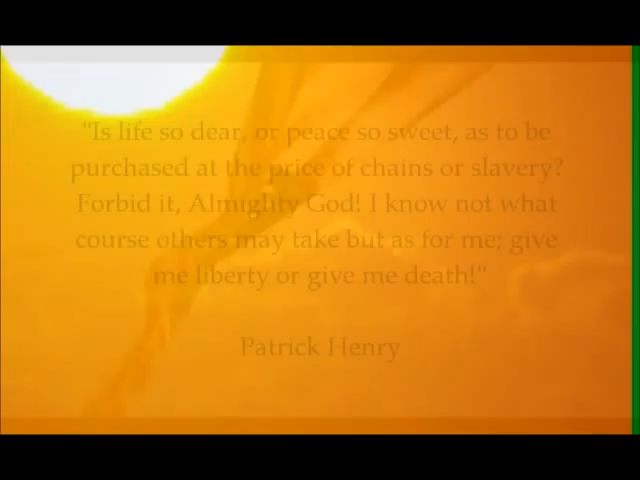 "Is life so dear, or peace so sweet, as to be
purchased at the price of chains or slavery?
Forbid it, Almighty God! I know not what
course others may take but as for me; give
me liberty or give me death!"
Patrick Henry